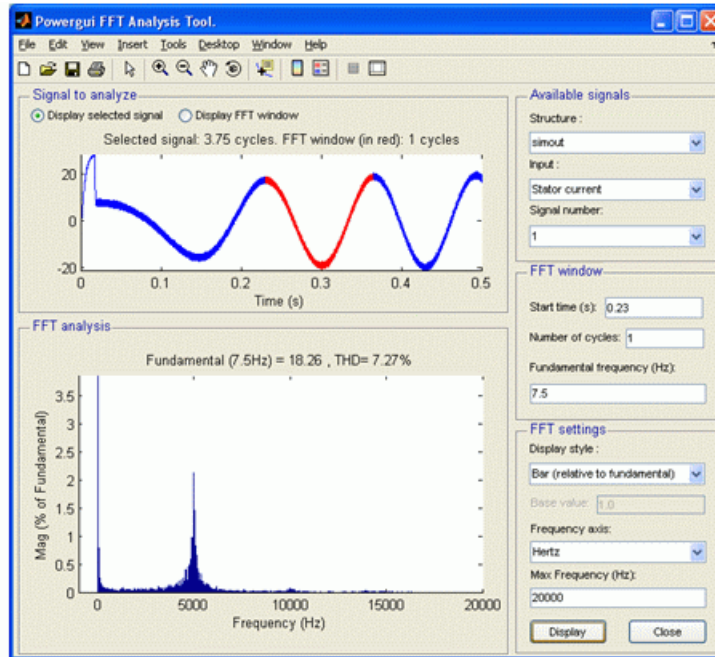 Powergui FFT Analysis Tool.
File Edit View Insert Tools Desktop Window Help
Signal to analyze
Display selected signal Display FFT window
Selected signal: 3.75 cycles. FFT window (in red): 1 cycles
20
0
-20
0 0.1 0.2 0.3 0.4 0.5
Time (s)
FFT analysis
Fundamental (7.5Hz) = 18.26 , THD= 7.27%
Mag (% of Fundamental)
3.5
3
2.5
2
1.5
1
0.5
0
0 5000 10000 15000 20000
Frequency (Hz)
Available signals
Structure :
simout
Input :
Stator current
Signal number:
1
FFT window
Start time (s): 0.23
Number of cycles: 1
Fundamental frequency (Hz):
7.5
FFT settings
Display style :
Bar (relative to fundamental)
Base value: 1.0
Frequency axis:
Hertz
Max Frequency (Hz):
20000
Display Close